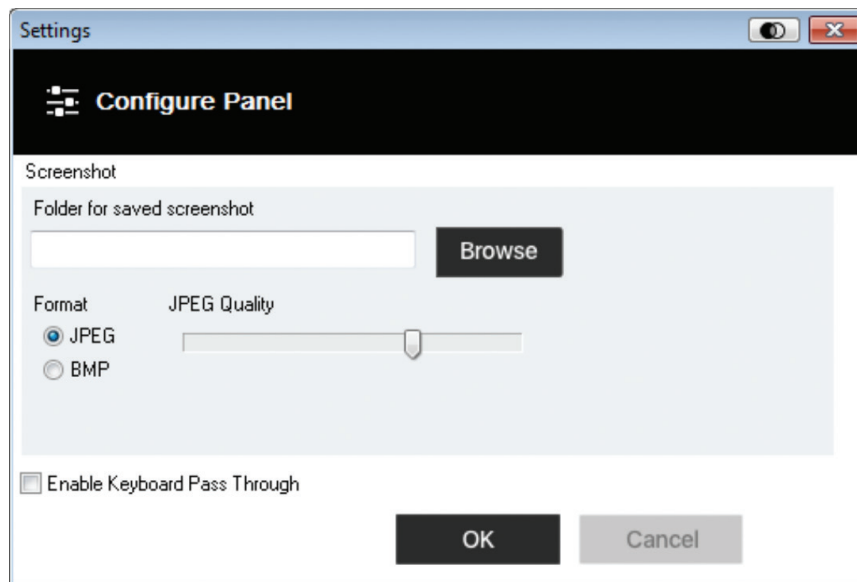 Settings
Configure Panel
Screenshot
Folder for saved screenshot
Browse
Format JPEG Quality
JPEG
BMP
Enable Keyboard Pass Through
OK Cancel